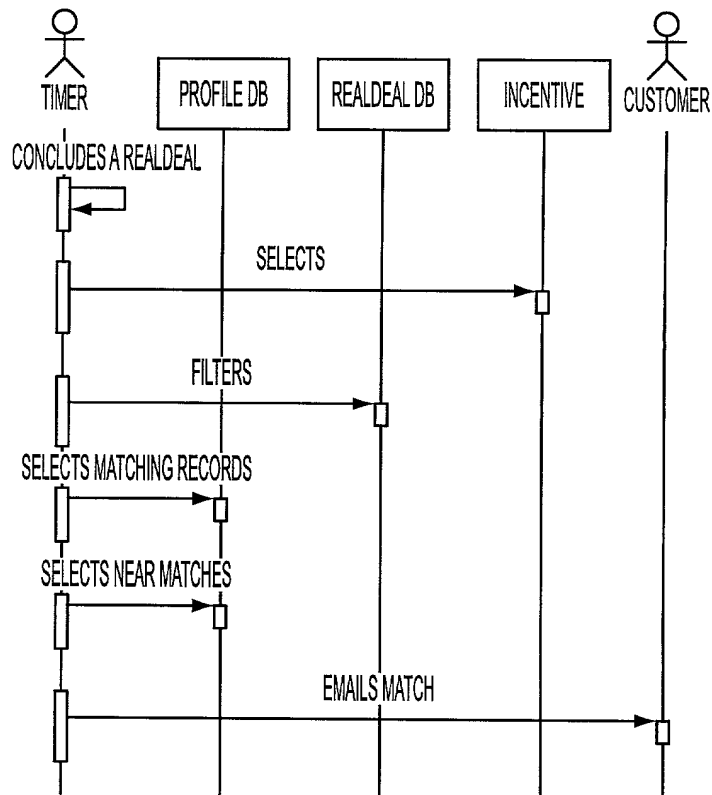 TIMER
PROFILE DB
REALDEAL DB
INCENTIVE
CUSTOMER
CONCLUDES A REALDEAL
SELECTS
FILTERS
SELECTS MATCHING RECORDS
SELECTS NEAR MATCHES
EMAILS MATCH